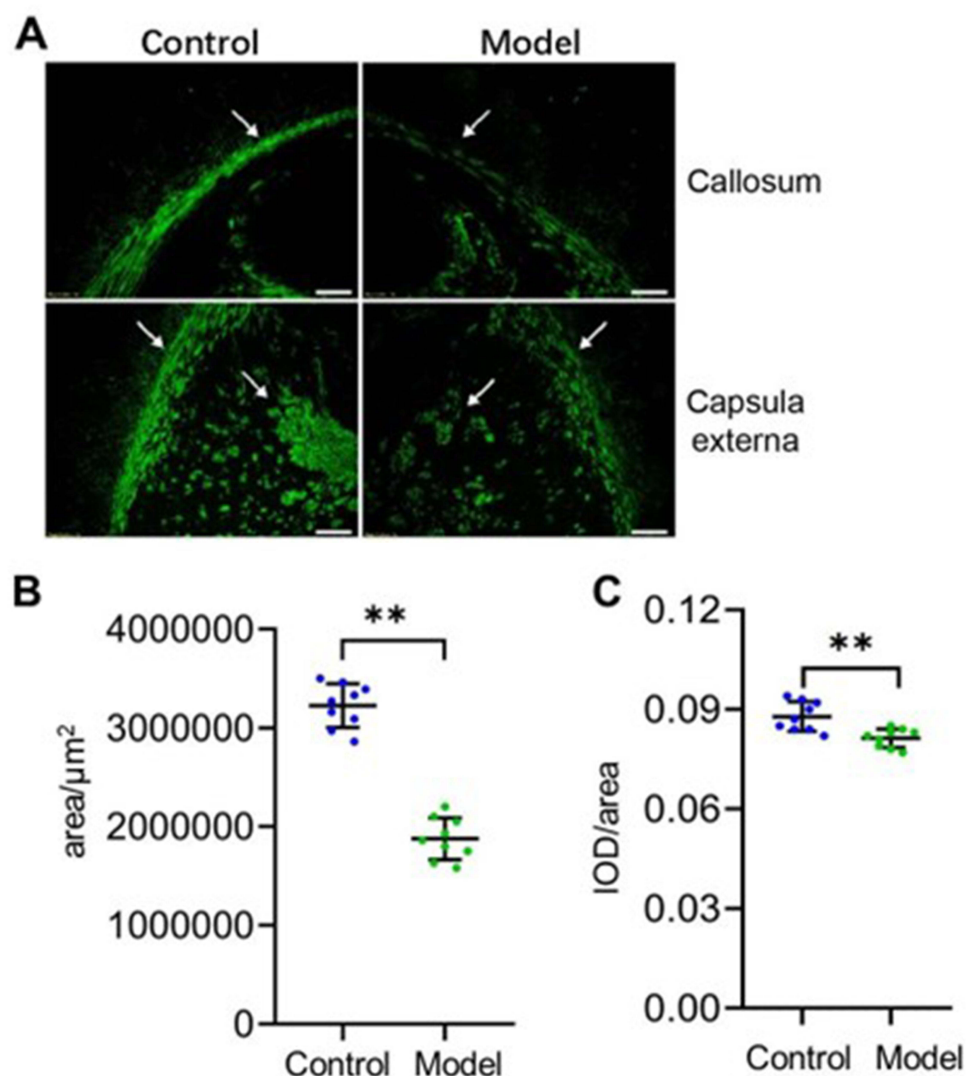 A
Control Model
Callosum
Capsula
externa
B
**
4000000
3000000
2000000
1000000
0
area/μm²
Control Model
C
**
0.12
0.09
0.06
0.03
0.00
IOD/area
Control Model